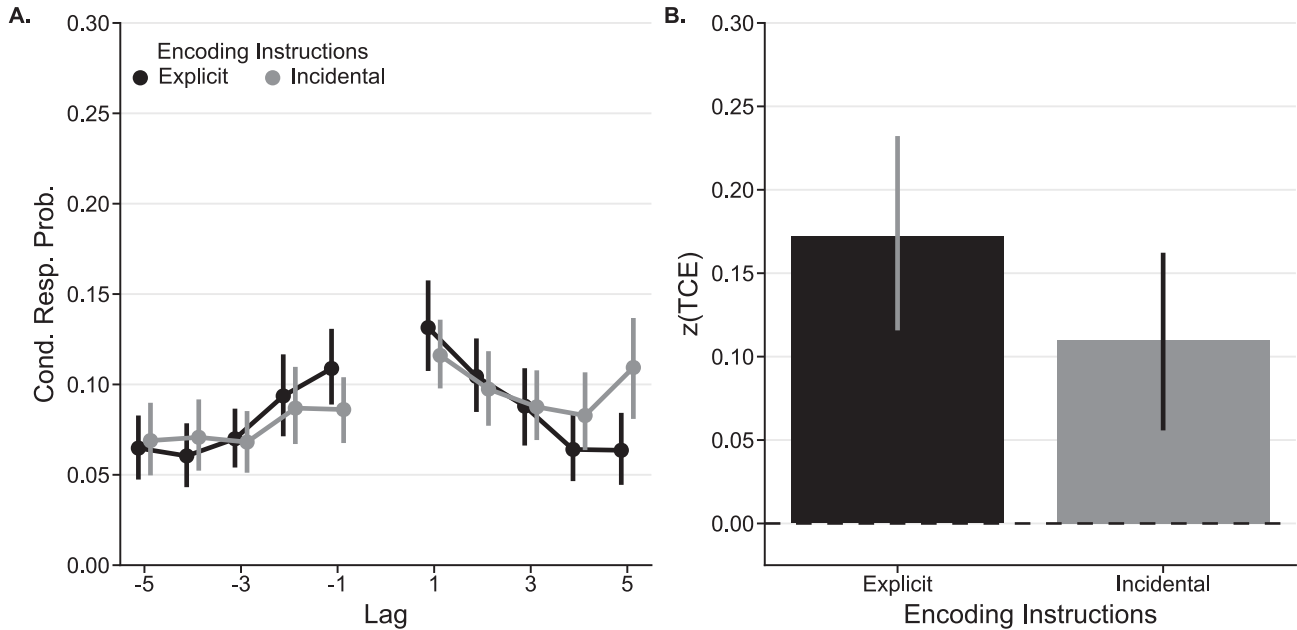 A.
Encoding Instructions
Explicit Incidental
Cond. Resp. Prob.
0.30
0.25
0.20
0.15
0.10
0.05
0.00
-5 -3 -1 1 3 5
Lag
B.
z(TCE)
0.30
0.25
0.20
0.15
0.10
0.05
0.00
Explicit Incidental
Encoding Instructions